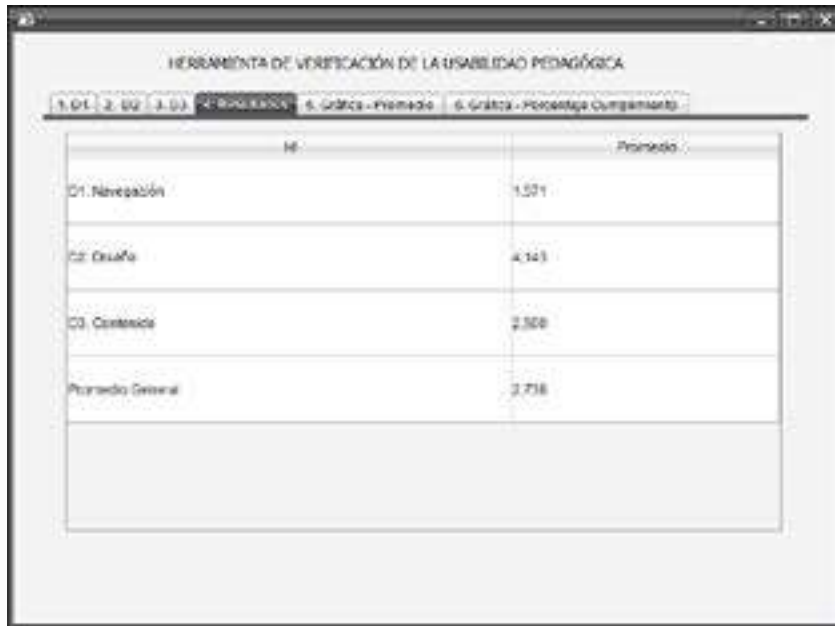 HERRAMIENTA DE VERIFICACIÓN DE LA USABILIDAD PEDAGÓGICA
1. D1 2. D2 3. D3 4. Resultados 5. Gráfica - Promedio 6. Gráfica - Porcentaje Cumplimiento
Id Promedio
D1. Navegación 1,571
D2. Diseño 4,143
D3. Contenido 2,500
Promedio General 2,738